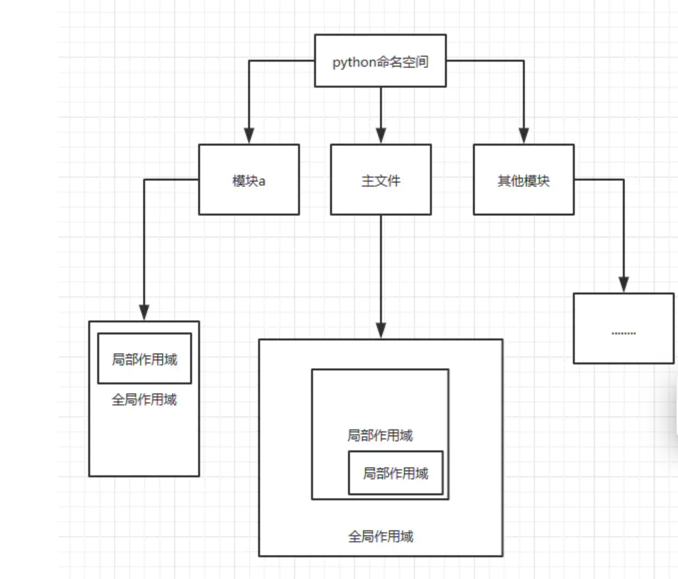 python命名空间
模块a
主文件
其他模块
........
局部作用域
全局作用域
局部作用域
局部作用域
全局作用域